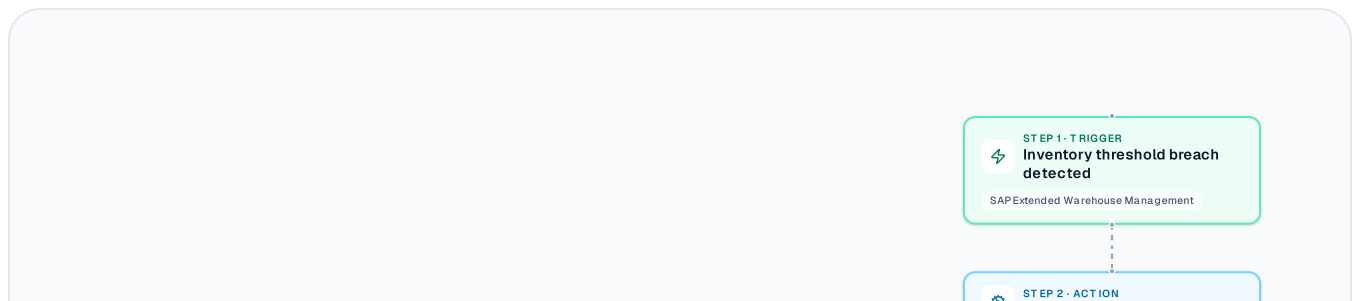 STEP 1 · TRIGGER
Inventory threshold breach
detected
SAP Extended Warehouse Management
STEP 2 · ACTION